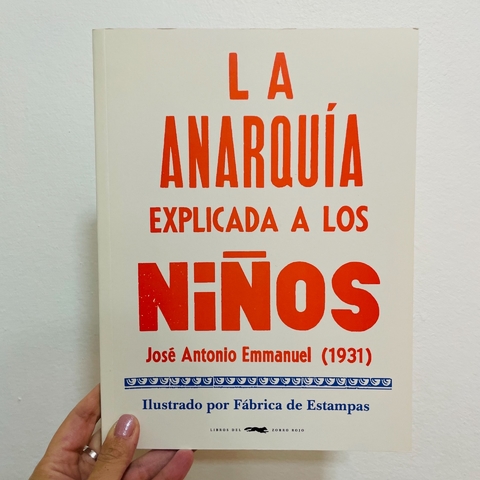 LA
ANARQUÍA
EXPLICADA A LOS
NIÑOS
José Antonio Emmanuel (1931)
Ilustrado por Fábrica de Estampas
LIBROS DEL ZORRO ROJO